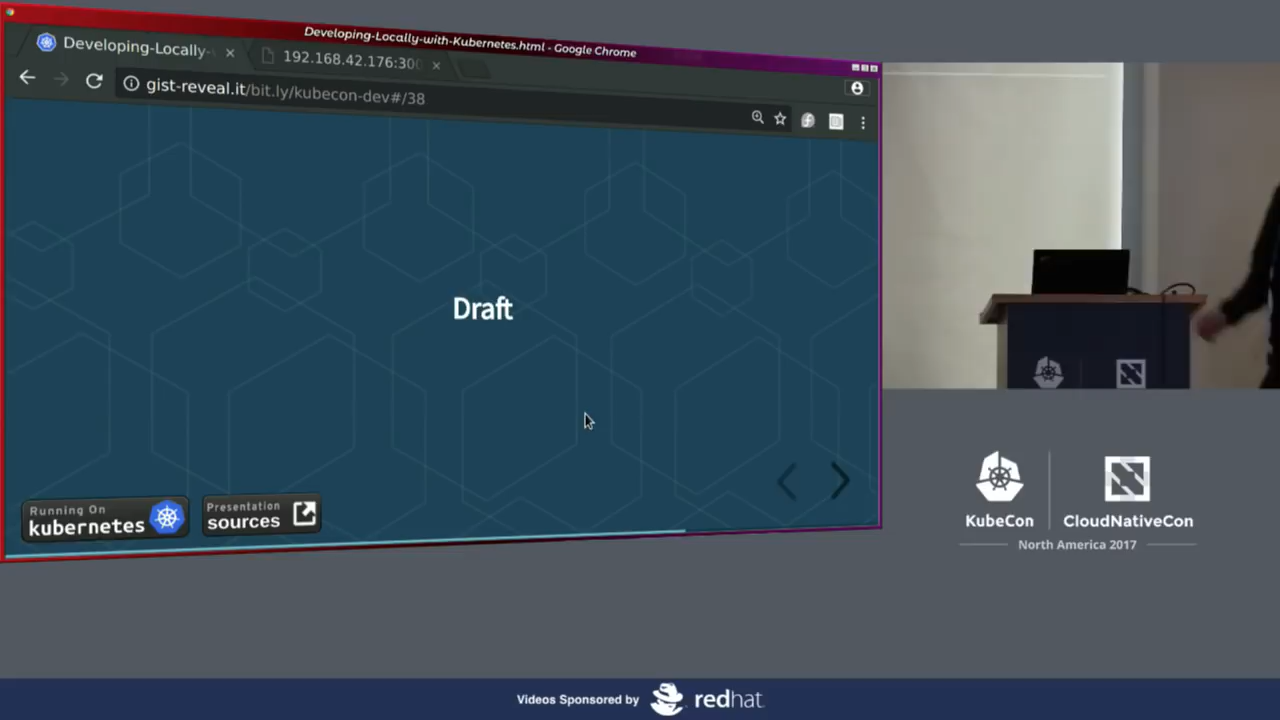 Developing-Locally-with-Kubernetes.html - Google Chrome
Developing-Locally-
192.168.42.176:300
gist-reveal.it/bit.ly/kubecon-dev#/38
Draft
Running On
kubernetes
Presentation
sources
KubeCon
CloudNativeCon
North America 2017
Videos Sponsored by
redhat